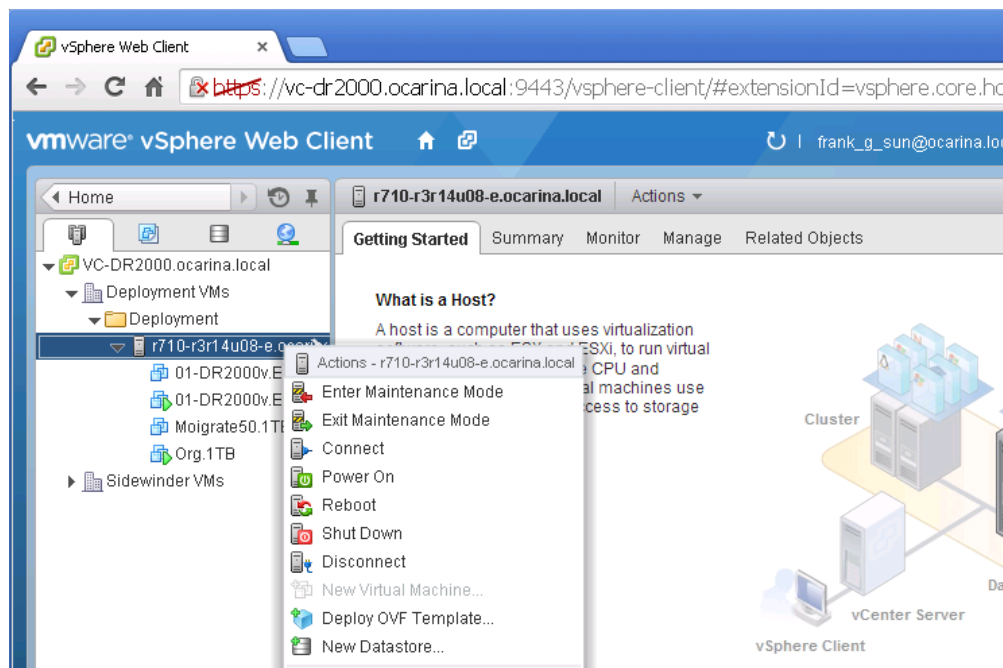 vSphere Web Client
https://vc-dr2000.ocarina.local:9443/vsphere-client/#extensionId=vsphere.core.ho
vmware® vSphere Web Client
frank_g_sun@ocarina.lo
Home
r710-r3r14u08-e.ocarina.local Actions
Getting Started Summary Monitor Manage Related Objects
VC-DR2000.ocarina.local
Deployment VMs
Deployment
r710-r3r14u08-e.ocarin
01-DR2000v.E
01-DR2000v.E
Moigrate50.1TB
Org.1TB
Sidewinder VMs
What is a Host?
A host is a computer that uses virtualization
ESXi, to run virtual
CPU and
al machines use
cess to storage
Actions - r710-r3r14u08-e.ocarina.local
Enter Maintenance Mode
Exit Maintenance Mode
Connect
Power On
Reboot
Shut Down
Disconnect
New Virtual Machine...
Deploy OVF Template...
New Datastore...
Cluster
Da
vCenter Server
vSphere Client